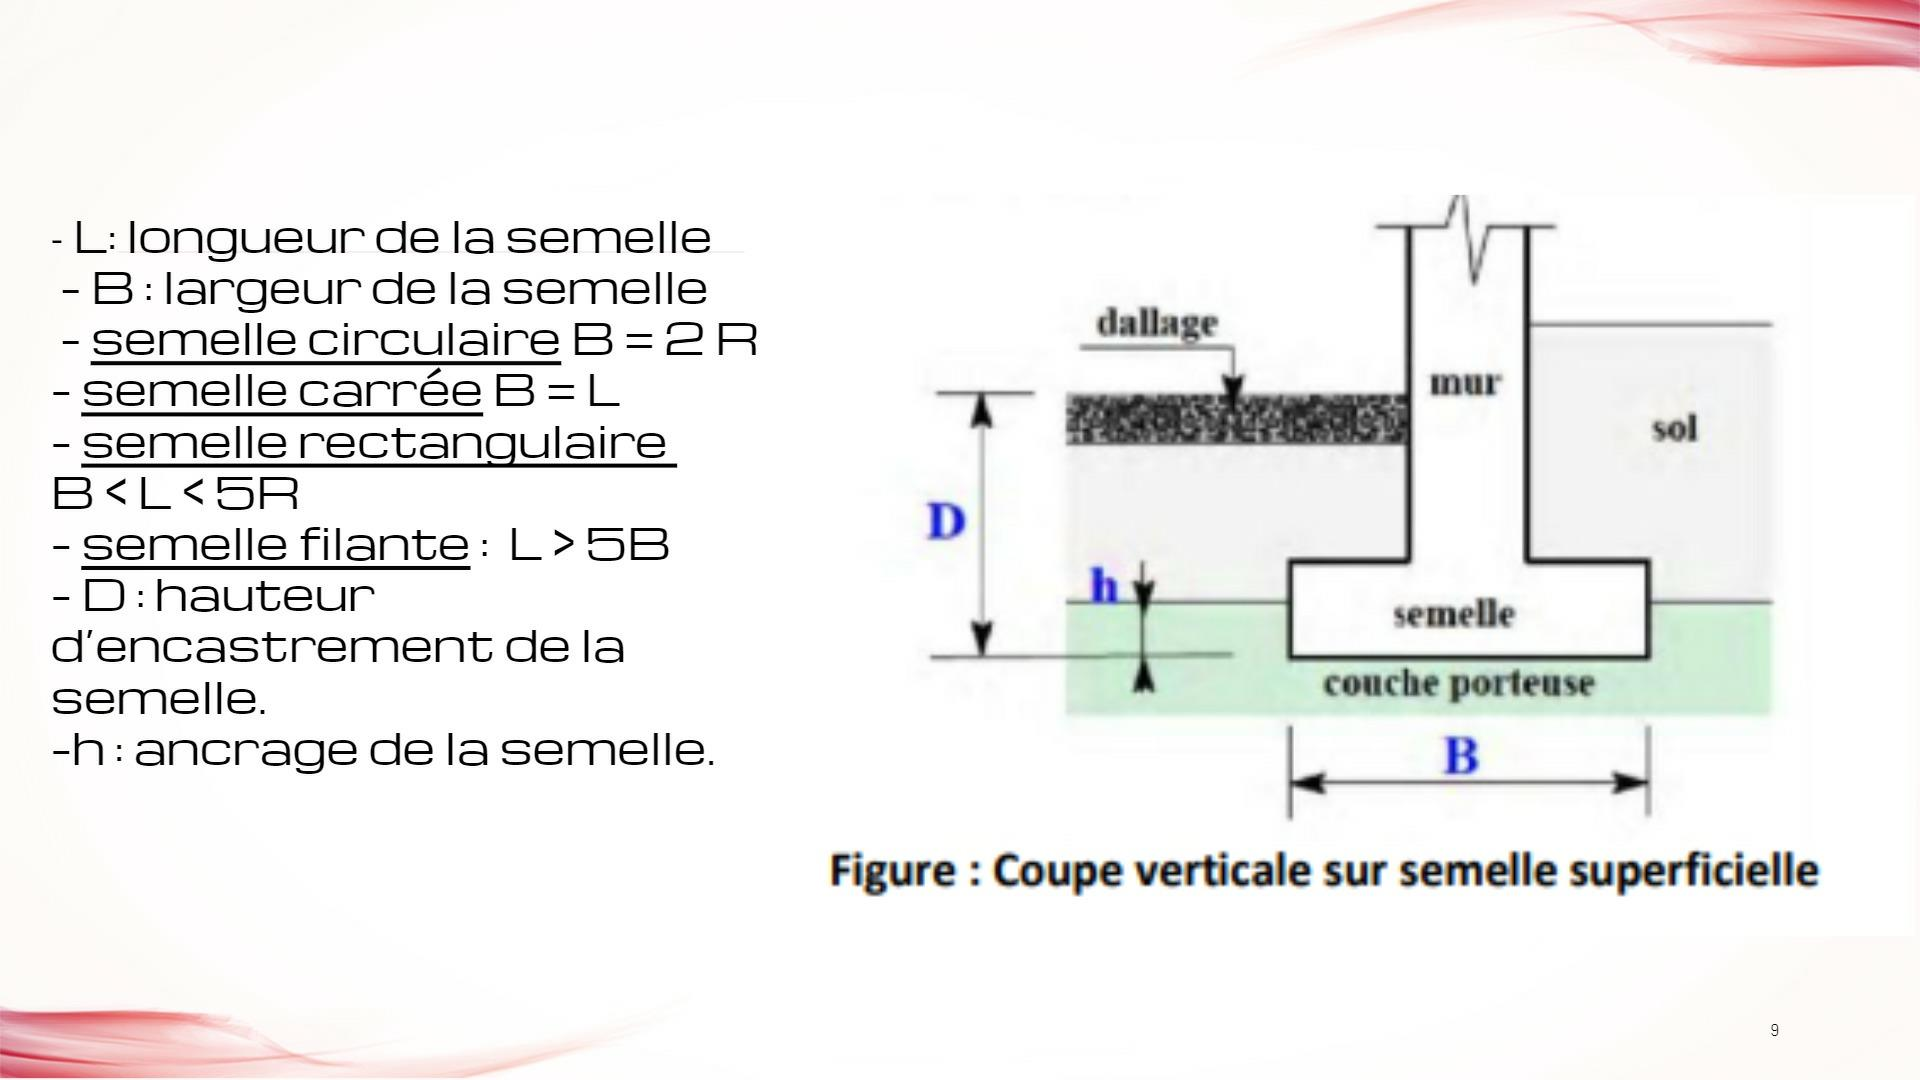 - L: longueur de la semelle
- B : largeur de la semelle
- semelle circulaire B = 2 R
- semelle carrée B = L
- semelle rectangulaire
B < L < 5R
- semelle filante : L > 5B
- D : hauteur
d'encastrement de la
semelle.
-h : ancrage de la semelle.
dallage
mur
sol
D
h
semelle
couche porteuse
B
Figure : Coupe verticale sur semelle superficielle
9